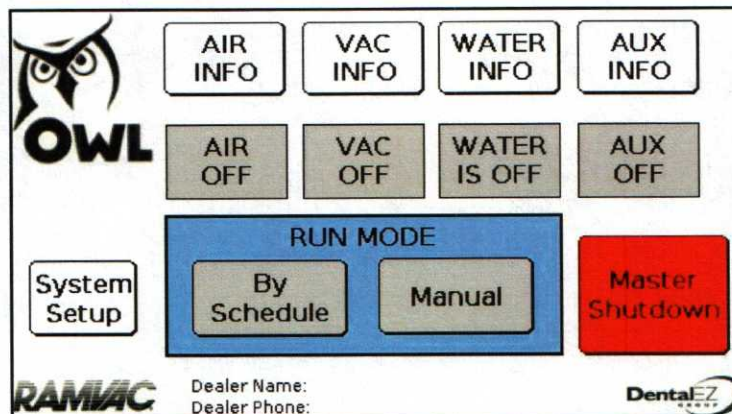 AIR
INFO
VAC
INFO
WATER
INFO
AUX
INFO
OWL
AIR
OFF
VAC
OFF
WATER
IS OFF
AUX
OFF
RUN MODE
System
Setup
By
Schedule
Manual
Master
Shutdown
RAMVAC
Dealer Name:
Dealer Phone:
DentalEZ
GROUP